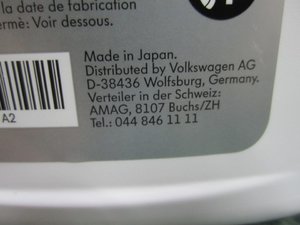 la date de fabrication
ermè: Voir dessous.
Made in Japan.
Distributed by Volkswagen AG
D-38436 Wolfsburg, Germany.
Verteiler in der Schweiz:
AMAG, 8107 Buchs/ZH
Tel.: 044 846 11 11
A2